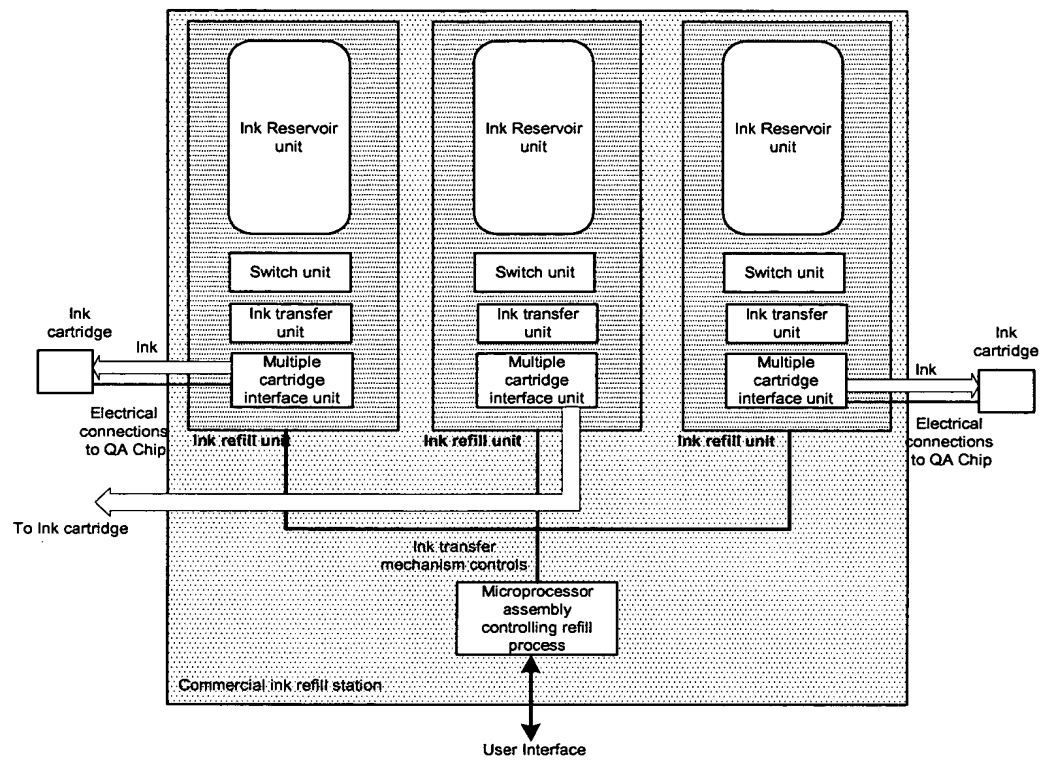 Ink Reservoir
unit
Ink Reservoir
unit
Ink Reservoir
unit
Switch unit
Switch unit
Switch unit
Ink transfer
unit
Ink transfer
unit
Ink transfer
unit
Ink
cartridge
Ink
Multiple
cartridge
interface unit
Multiple
cartridge
interface unit
Multiple
cartridge
interface unit
Ink
Ink
cartridge
Electrical
connections
to QA Chip
Ink refill unit
Ink refill unit
Ink refill unit
Electrical
connections
to QA Chip
To Ink cartridge
Ink transfer
mechanism controls
Microprocessor
assembly
controlling refill
process
Commercial ink refill station
User Interface